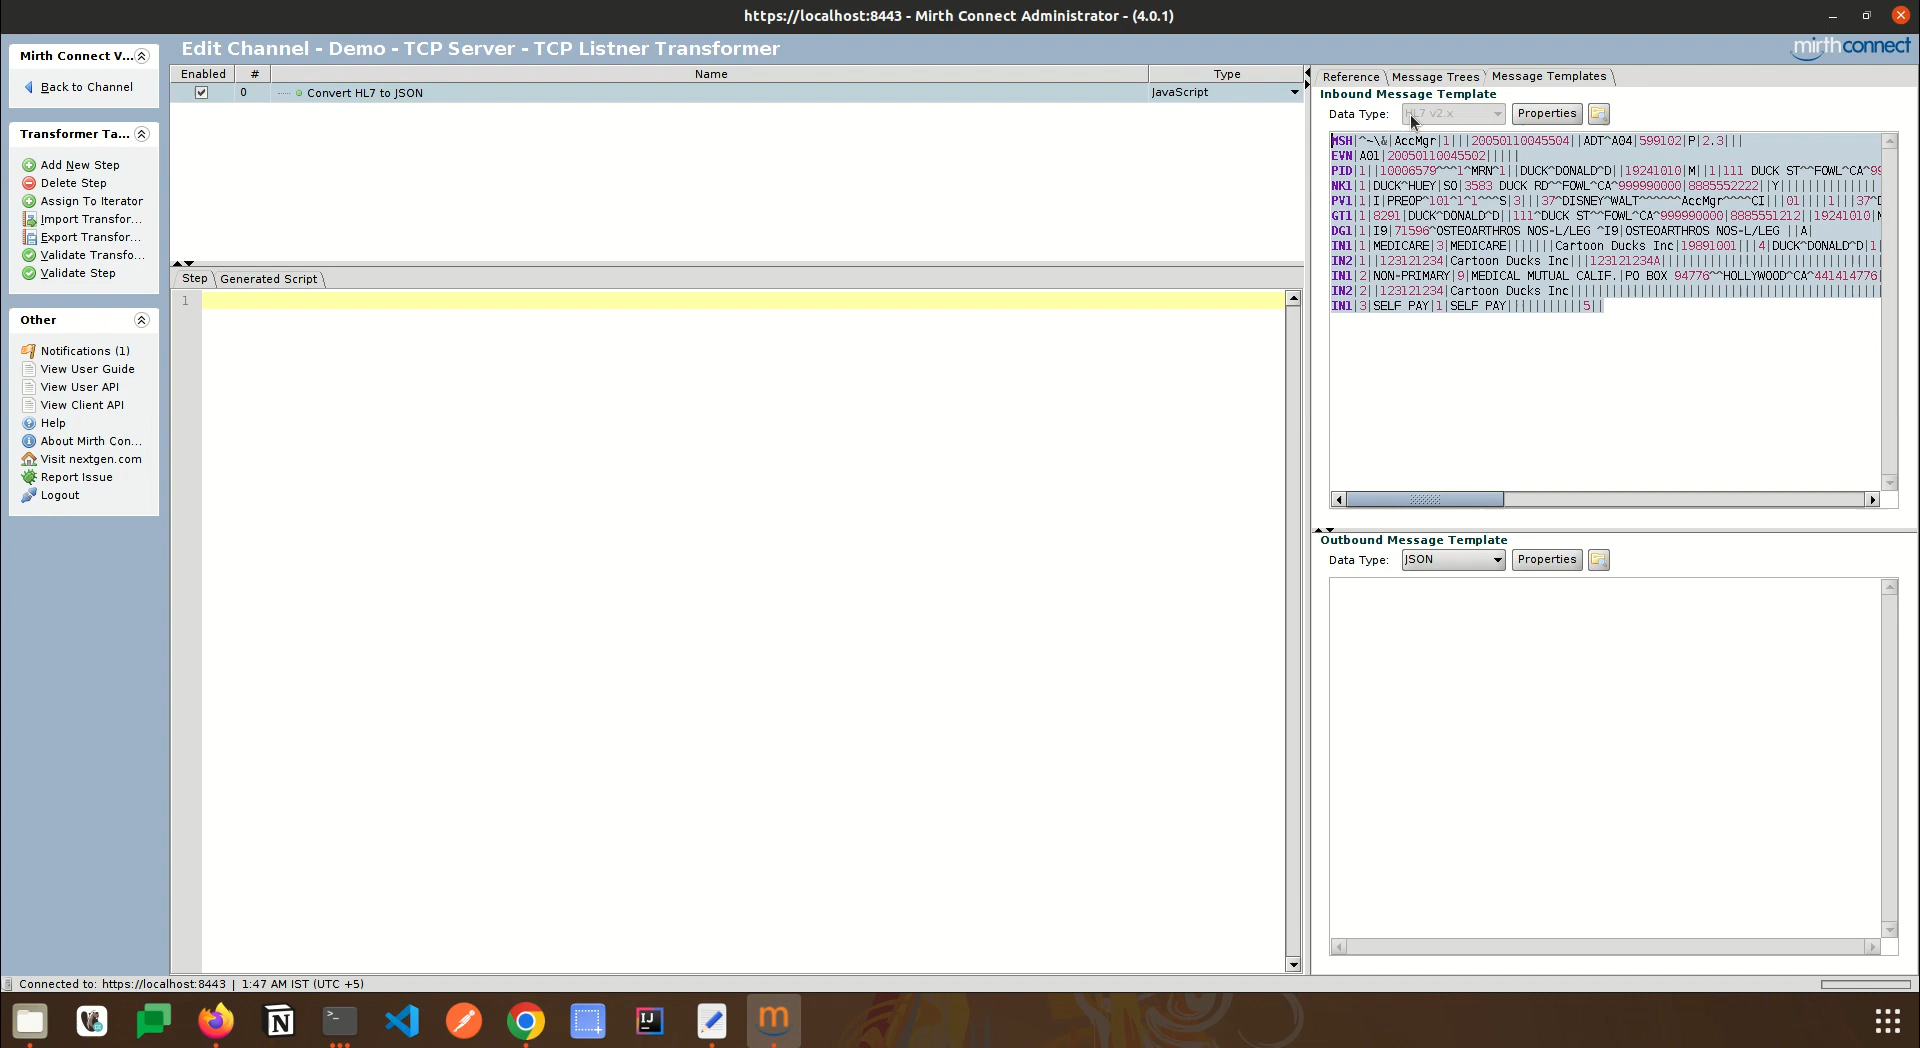 https://localhost:8443 - Mirth Connect Administrator - (4.0.1)
Mirth Connect V...
Back to Channel
Transformer Ta...
Add New Step
Delete Step
Assign To Iterator
Import Transfor...
Export Transfor...
Validate Transfo...
Validate Step
Other
Notifications (1)
View User Guide
View User API
View Client API
Help
About Mirth Con...
Visit nextgen.com
Report Issue
Logout
Edit Channel - Demo - TCP Server - TCP Listner Transformer
mirthconnect
Enabled # Name Type
0 Convert HL7 to JSON JavaScript
Step Generated Script
1
Reference Message Trees Message Templates
Inbound Message Template
Data Type: HL7 v2.x Properties
MSH|^~\&|AccMgr|1|||20050110045504||ADT^A04|599102|P|2.3|||
EVN|A01|20050110045502|||||
PID|1||10006579^^^1^MRN^1||DUCK^DONALD^D||19241010|M||1|111 DUCK ST^^FOWL^CA^99
NK1|1|DUCK^HUEY|SO|3583 DUCK RD^^FOWL^CA^999990000|8885552222||Y||||||||||||||
PV1|1|I|PREOP^101^1^1^^^S|3|||37^DISNEY^WALT^^^^^^AccMgr^^^^CI|||01||||1|||37^D
GT1|1|8291|DUCK^DONALD^D||111^DUCK ST^^FOWL^CA^999990000|8885551212||19241010|M
DG1|1|I9|71596^OSTEOARTHROS NOS-L/LEG ^I9|OSTEOARTHROS NOS-L/LEG ||A|
IN1|1|MEDICARE|3|MEDICARE|||||||Cartoon Ducks Inc|19891001|||4|DUCK^DONALD^D|1|
IN2|1||123121234|Cartoon Ducks Inc|||123121234A||||||||||||||||||||||||||||||||
IN1|2|NON-PRIMARY|9|MEDICAL MUTUAL CALIF.|PO BOX 94776^^HOLLYWOOD^CA^441414776|
IN2|2||123121234|Cartoon Ducks Inc|||||||||||||||||||||||||||||||||||||||||||||
IN1|3|SELF PAY|1|SELF PAY|||||||||||5||
Outbound Message Template
Data Type: JSON Properties
Connected to: https://localhost:8443 | 1:47 AM IST (UTC +5)